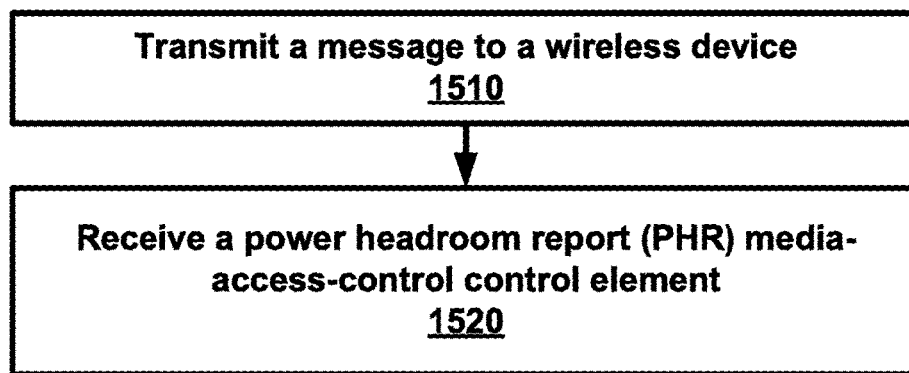 Transmit a message to a wireless device
1510
Receive a power headroom report (PHR) media-
access-control control element
1520